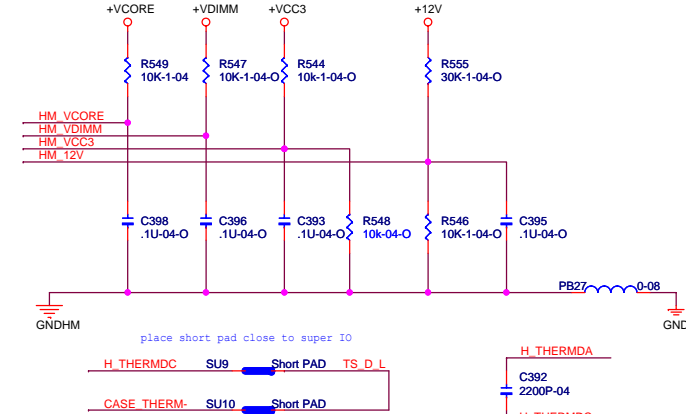 +VCORE +VDIMM +VCC3 +12V
R549 R547 R544 R555
10K-1-04 10K-1-04-O 10k-1-04-O 30K-1-04-O
HM_VCORE
HM_VDIMM
HM_VCC3
HM_12V
C398 C396 C393 R548 R546 C395
.1U-04-O .1U-04-O .1U-04-O 10k-04-O 10K-1-04-O .1U-04-O
PB27 0-08
GNDHM GND
place short pad close to super IO
H_THERMDC SU9 Short PAD TS_D_L H_THERMDA
C392
2200P-04
CASE_THERM- SU10 Short PAD